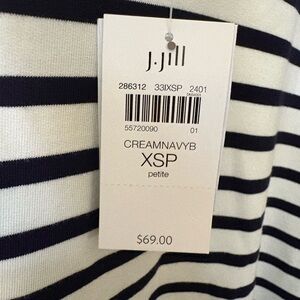 j.jill
286312 33IXSP 2401
55720090 01
CREAMNAVYB
XSP
petite
$69.00